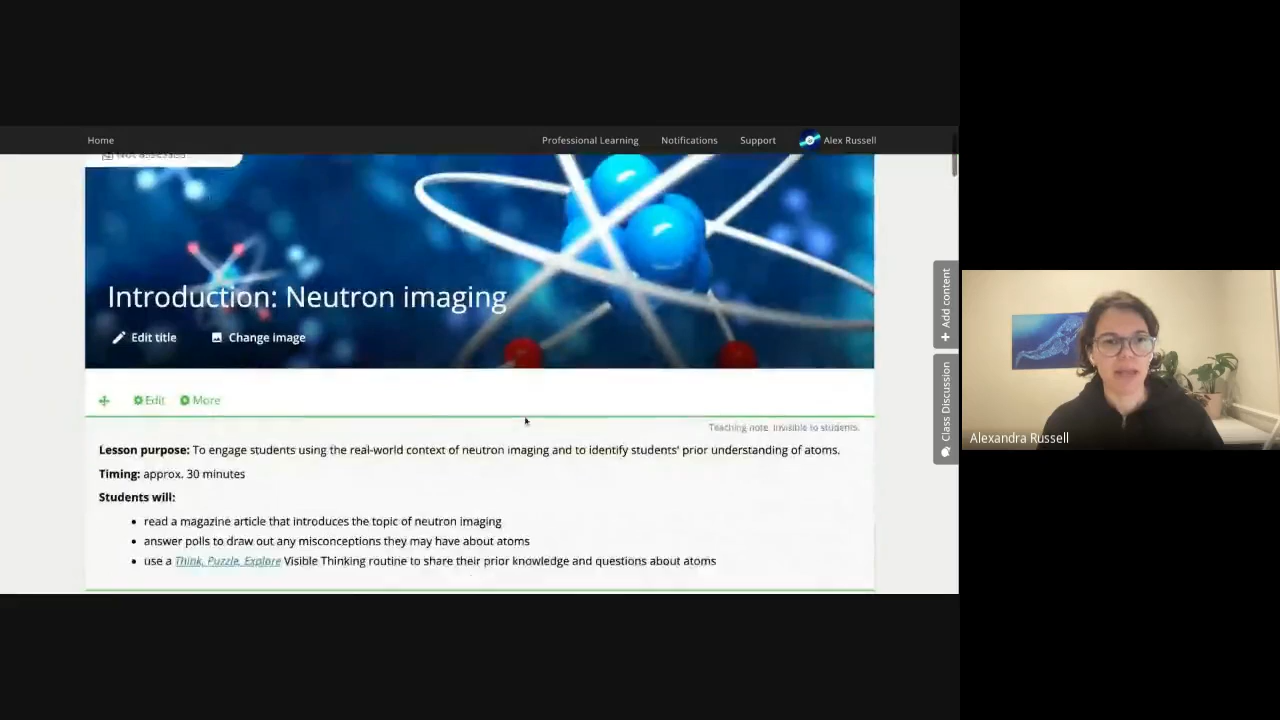 Home
Professional Learning
Notifications
Support
Alex Russell
Not assessed
Introduction: Neutron imaging
Edit title
Change image
Edit
More
Teaching note, invisible to students.
Lesson purpose: To engage students using the real-world context of neutron imaging and to identify students' prior understanding of atoms.
Timing: approx. 30 minutes
Students will:
• read a magazine article that introduces the topic of neutron imaging
• answer polls to draw out any misconceptions they may have about atoms
• use a Think, Puzzle, Explore Visible Thinking routine to share their prior knowledge and questions about atoms
+ Add content
Class Discussion
Alexandra Russell